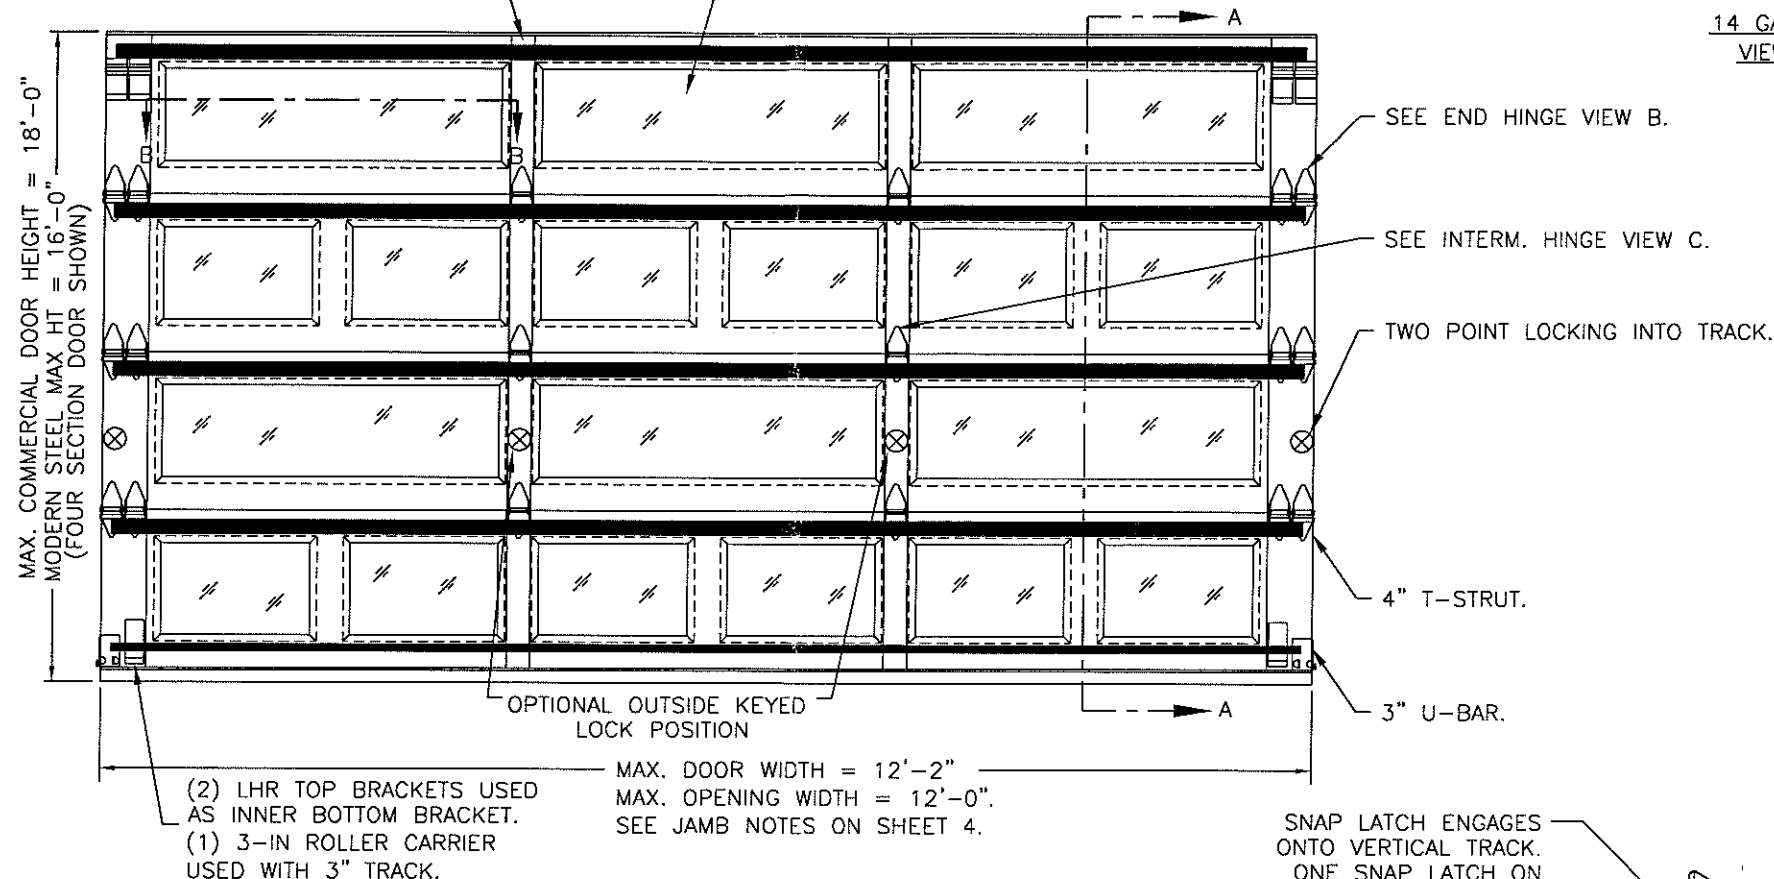 A
14 GA
VIEW
MAX. COMMERCIAL DOOR HEIGHT = 18'-0"
MODERN STEEL MAX HT = 16'-0"
(FOUR SECTION DOOR SHOWN)
B
B
SEE END HINGE VIEW B.
SEE INTERM. HINGE VIEW C.
TWO POINT LOCKING INTO TRACK.
4" T-STRUT.
3" U-BAR.
A
OPTIONAL OUTSIDE KEYED
LOCK POSITION
MAX. DOOR WIDTH = 12'-2"
MAX. OPENING WIDTH = 12'-0".
SEE JAMB NOTES ON SHEET 4.
(2) LHR TOP BRACKETS USED
AS INNER BOTTOM BRACKET.
(1) 3-IN ROLLER CARRIER
USED WITH 3" TRACK.
SNAP LATCH ENGAGES
ONTO VERTICAL TRACK.
ONE SNAP LATCH ON